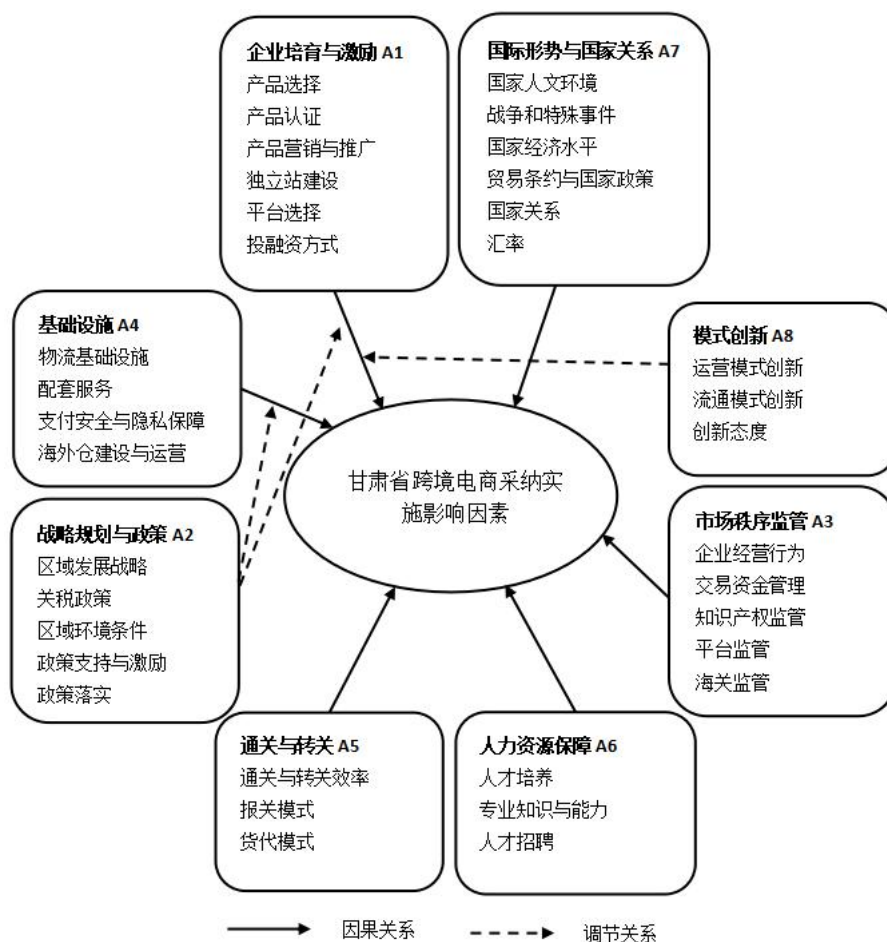 企业培育与激励 A1
产品选择
产品认证
产品营销与推广
独立站建设
平台选择
投融资方式
国际形势与国家关系 A7
国家人文环境
战争和特殊事件
国家经济水平
贸易条约与国家政策
国家关系
汇率
基础设施 A4
物流基础设施
配套服务
支付安全与隐私保障
海外仓建设与运营
模式创新 A8
运营模式创新
流通模式创新
创新态度
甘肃省跨境电商采纳实
施影响因素
战略规划与政策 A2
区域发展战略
关税政策
区域环境条件
政策支持与激励
政策落实
市场秩序监管 A3
企业经营行为
交易资金管理
知识产权监管
平台监管
海关监管
通关与转关 A5
通关与转关效率
报关模式
货代模式
人力资源保障 A6
人才培养
专业知识与能力
人才招聘
因果关系
调节关系